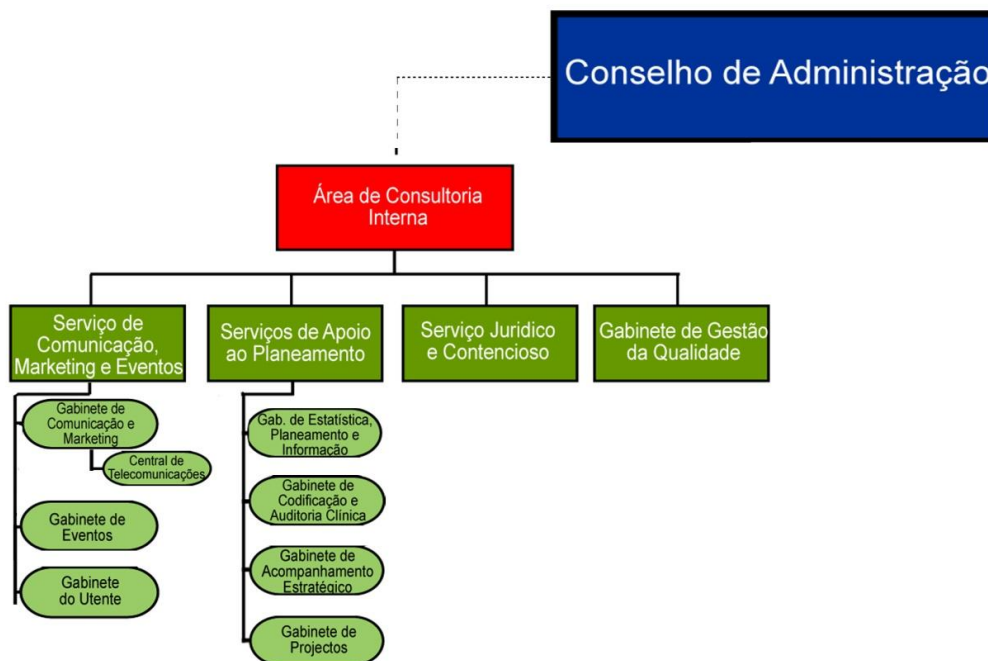 Conselho de Administração
Área de Consultoria
Interna
Serviço de
Comunicação,
Marketing e Eventos
Serviços de Apoio
ao Planeamento
Serviço Juridico
e Contencioso
Gabinete de Gestão
da Qualidade
Gabinete de
Comunicação e
Marketing
Central de
Telecomunicações
Gabinete de
Eventos
Gabinete
do Utente
Gab. de Estatística,
Planeamento e
Informação
Gabinete de
Codificação e
Auditoria Clínica
Gabinete de
Acompanhamento
Estratégico
Gabinete de
Projectos